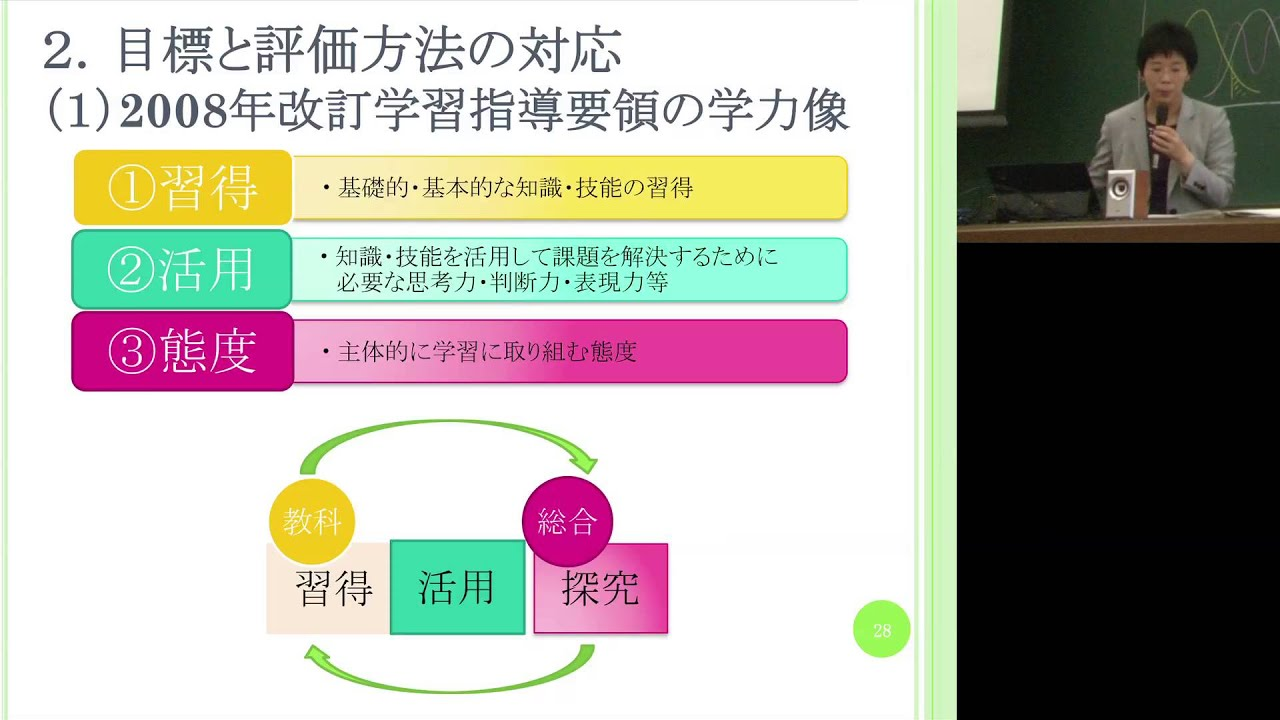 ２．目標と評価方法の対応
（１）2008年改訂学習指導要領の学力像
①習得
・基礎的・基本的な知識・技能の習得
②活用
・知識・技能を活用して課題を解決するために
必要な思考力・判断力・表現力等
③態度
・主体的に学習に取り組む態度
教科
総合
習得
活用
探究
28